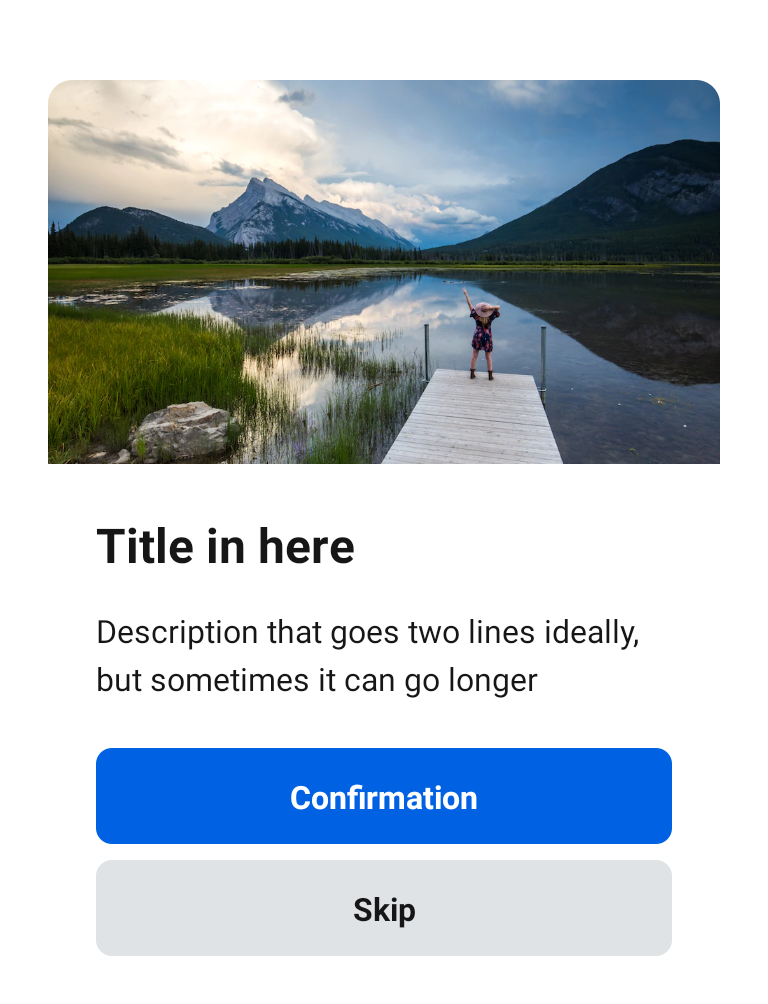 Title in here
Description that goes two lines ideally,
but sometimes it can go longer
Confirmation
Skip